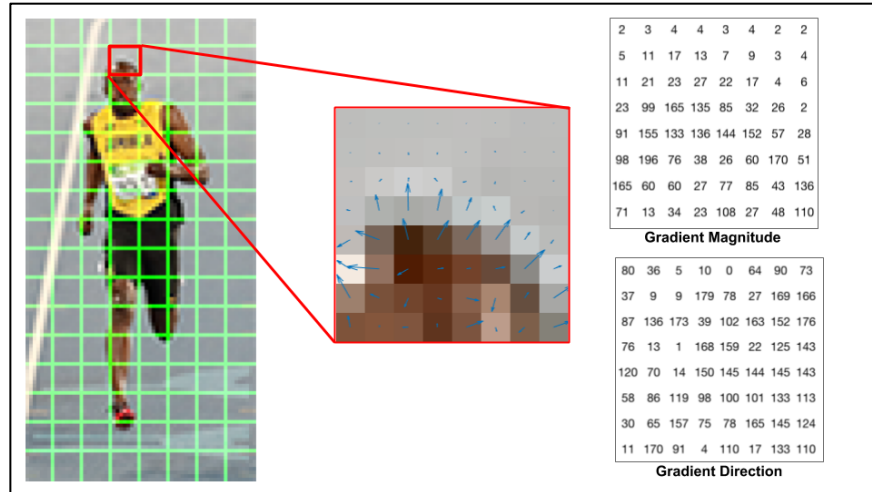 2 3 4 4 3 4 2 2
5 11 17 13 7 9 3 4
11 21 23 27 22 17 4 6
23 99 165 135 85 32 26 2
91 155 133 136 144 152 57 28
98 196 76 38 26 60 170 51
165 60 60 27 77 85 43 136
71 13 34 23 108 27 48 110
Gradient Magnitude
80 36 5 10 0 64 90 73
37 9 9 179 78 27 169 166
87 136 173 39 102 163 152 176
76 13 1 168 159 22 125 143
120 70 14 150 145 144 145 143
58 86 119 98 100 101 133 113
30 65 157 75 78 165 145 124
11 170 91 4 110 17 133 110
Gradient Direction